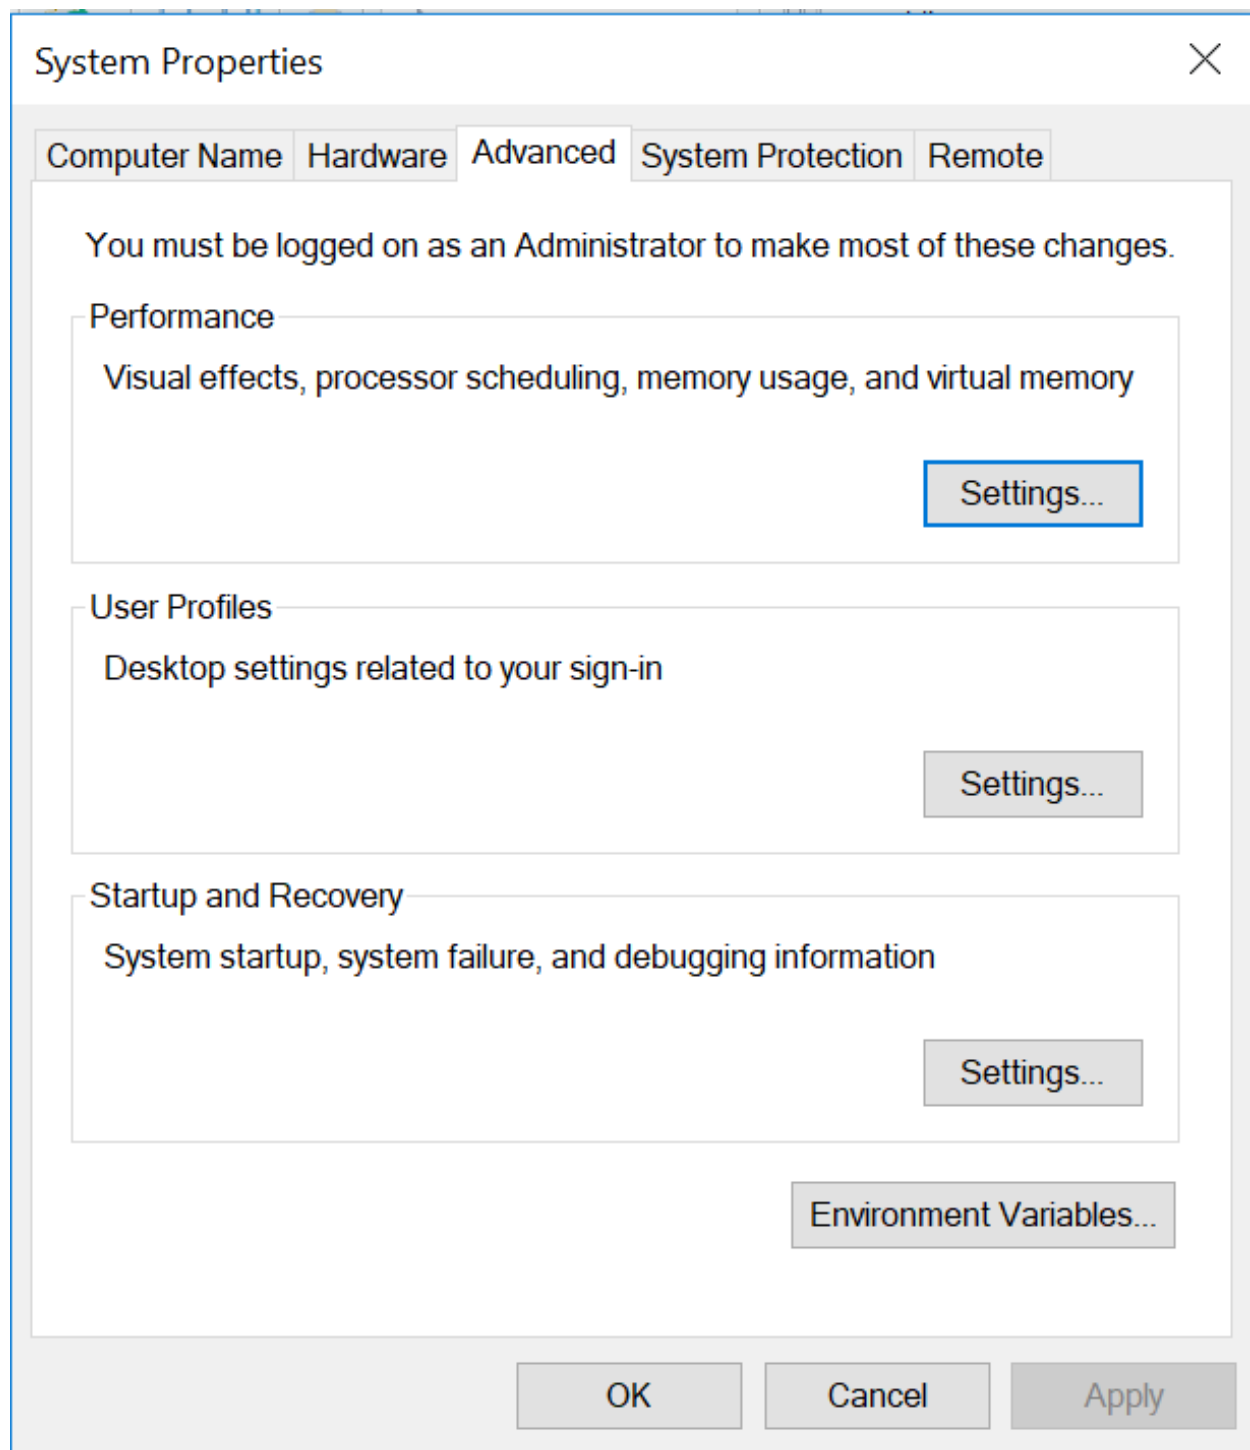 System Properties
Computer Name Hardware Advanced System Protection Remote
You must be logged on as an Administrator to make most of these changes.
Performance
Visual effects, processor scheduling, memory usage, and virtual memory
Settings...
User Profiles
Desktop settings related to your sign-in
Settings...
Startup and Recovery
System startup, system failure, and debugging information
Settings...
Environment Variables...
OK Cancel Apply